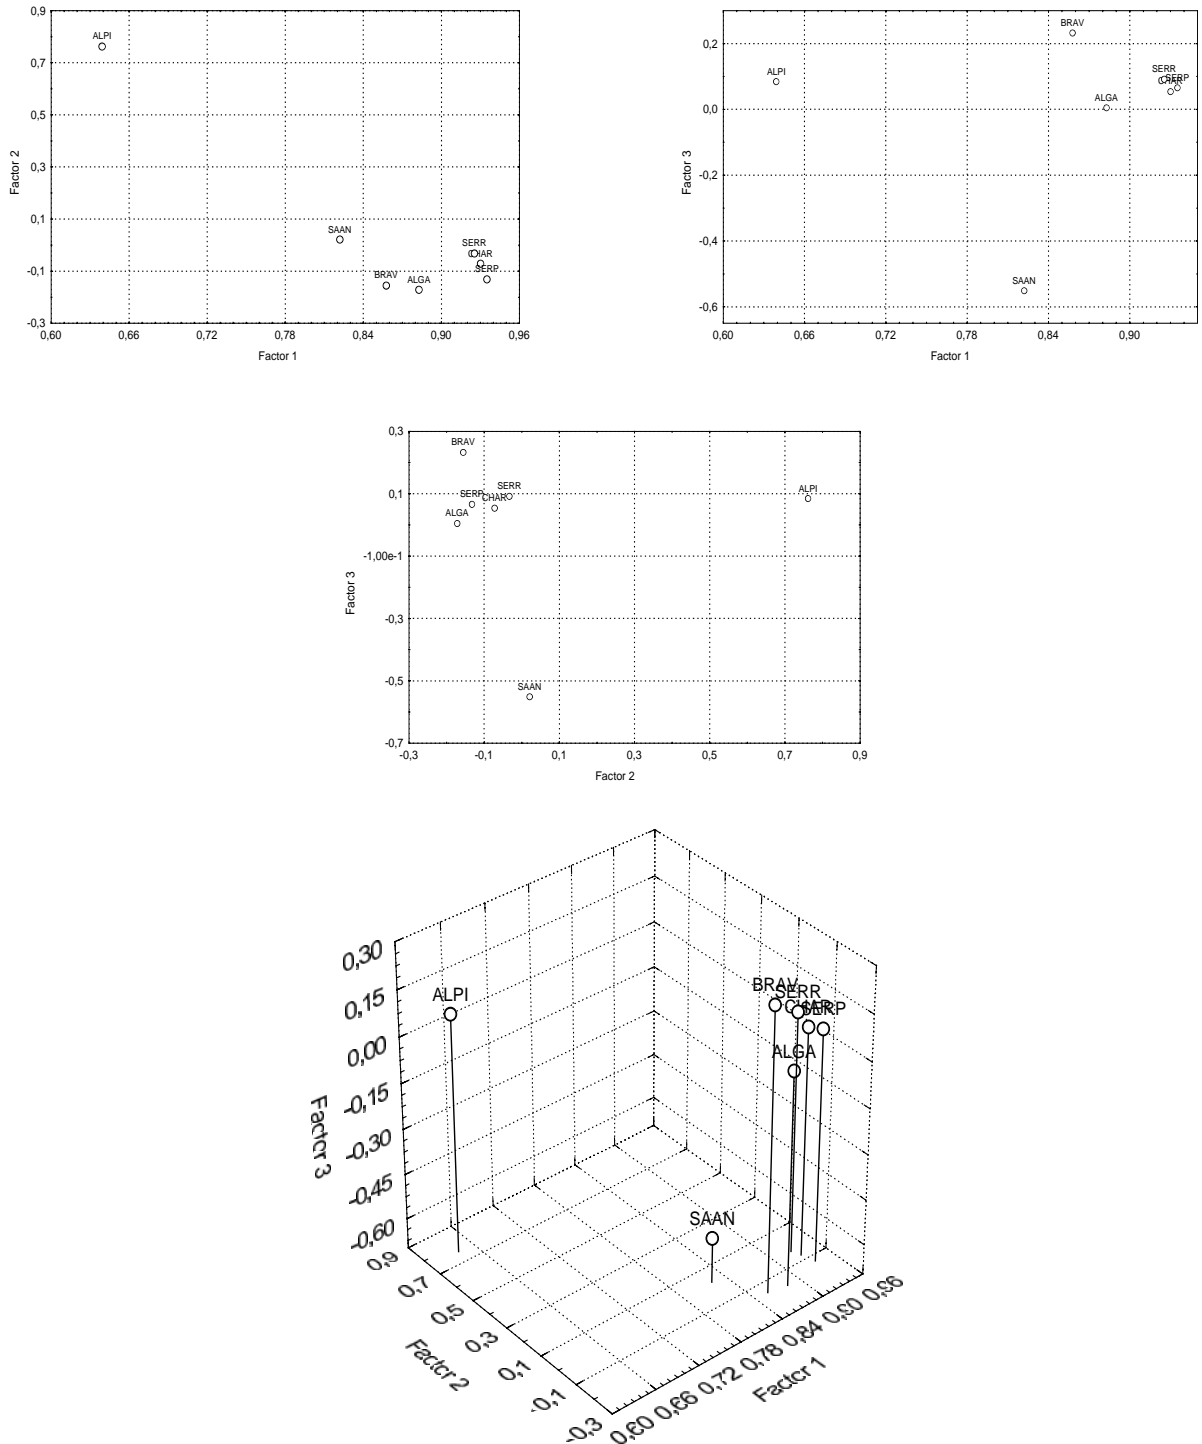 0,9
0,7
0,5
0,3
0,1
-0,1
-0,3
Factor 2
ALPI
SAAN
SERR
CHAR
SERP
BRAV
ALGA
0,60 0,66 0,72 0,78 0,84 0,90 0,96
Factor 1
0,2
0,0
-0,2
-0,4
-0,6
Factor 3
BRAV
ALPI
SERR
SERP
CHAR
ALGA
SAAN
0,60 0,66 0,72 0,78 0,84 0,90
Factor 1
0,3
0,1
-1,00e-1
-0,3
-0,5
-0,7
Factor 3
BRAV
SERR
SERP
CHAR
ALGA
ALPI
SAAN
-0,3 -0,1 0,1 0,3 0,5 0,7 0,9
Factor 2
0,30
0,15
0,00
-0,15
-0,30
-0,45
-0,60
Factor 3
ALPI
BRAV
SERR
CHAR
SERP
ALGA
SAAN
0,9
0,7
0,5
0,3
0,1
-0,1
-0,3
Factor 2
0,60 0,66 0,72 0,78 0,84 0,90 0,96
Factor 1